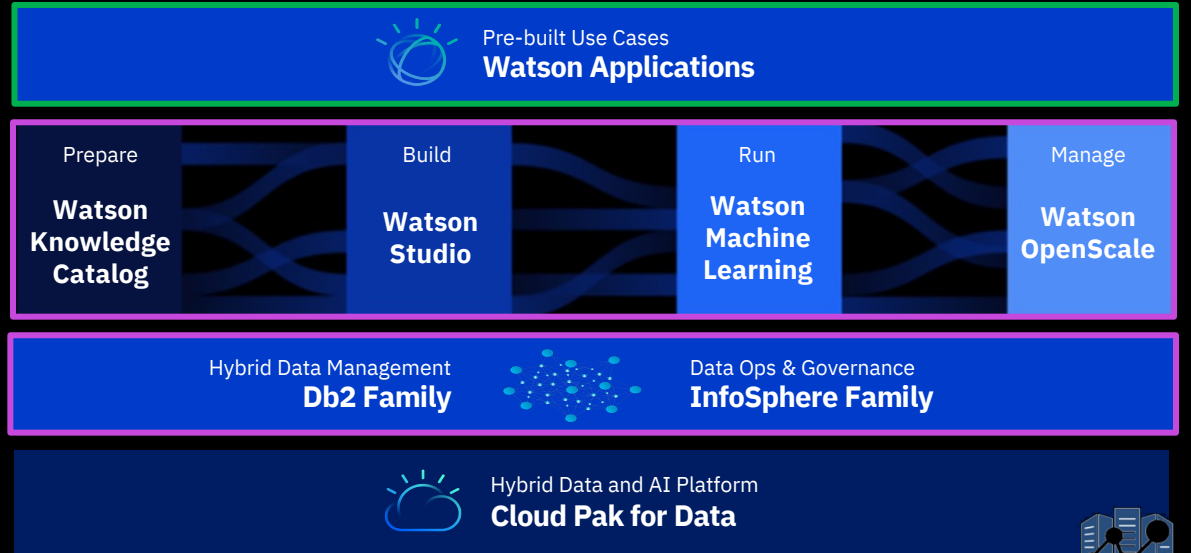 Pre-built Use Cases
Watson Applications
Prepare
Watson
Knowledge
Catalog
Build
Watson
Studio
Run
Watson
Machine
Learning
Manage
Watson
OpenScale
Hybrid Data Management
Db2 Family
Data Ops & Governance
InfoSphere Family
Hybrid Data and AI Platform
Cloud Pak for Data